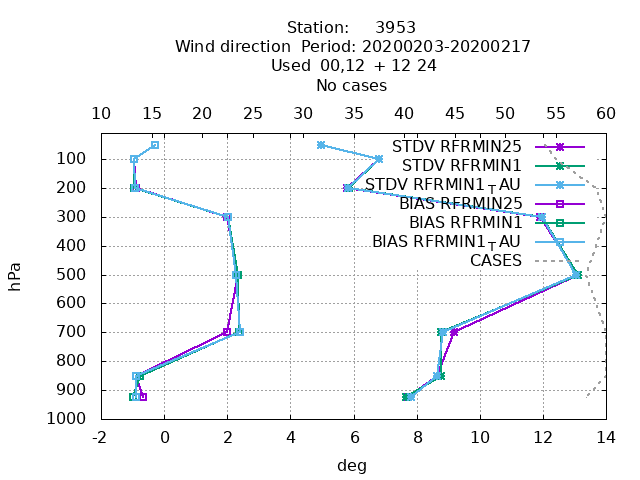 Station: 3953
Wind direction Period: 20200203-20200217
Used 00,12 + 12 24
No cases
10 15 20 25 30 35 40 45 50 55 60
STDV RFRMIN25
STDV RFRMIN1
STDV RFRMIN1_TAU
BIAS RFRMIN25
BIAS RFRMIN1
BIAS RFRMIN1_TAU
CASES
hPa
100
200
300
400
500
600
700
800
900
1000
-2 0 2 4 6 8 10 12 14
deg